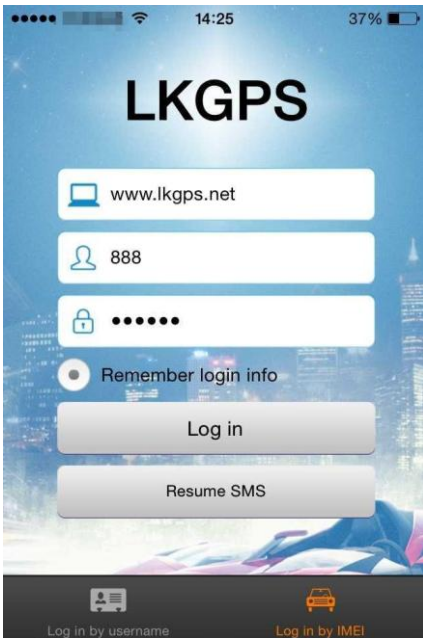 14:25
37%
LKGPS
www.lkgps.net
888
••••••
Remember login info
Log in
Resume SMS
Log in by username
Log in by IMEI